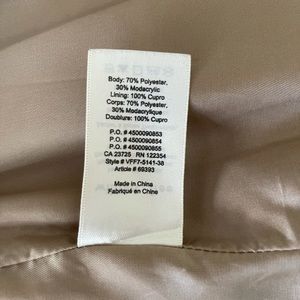 Body: 70% Polyester,
30% Modacrylic
Lining: 100% Cupro
Corps: 70% Polyester,
30% Modacrylique
Doublure: 100% Cupro
P.O. # 4500090853
P.O. # 4500090854
P.O. # 4500090855
CA 23725 RN 122354
Style # VFF7-5141-38
Article # 69393
Made in China
Fabriqué en China